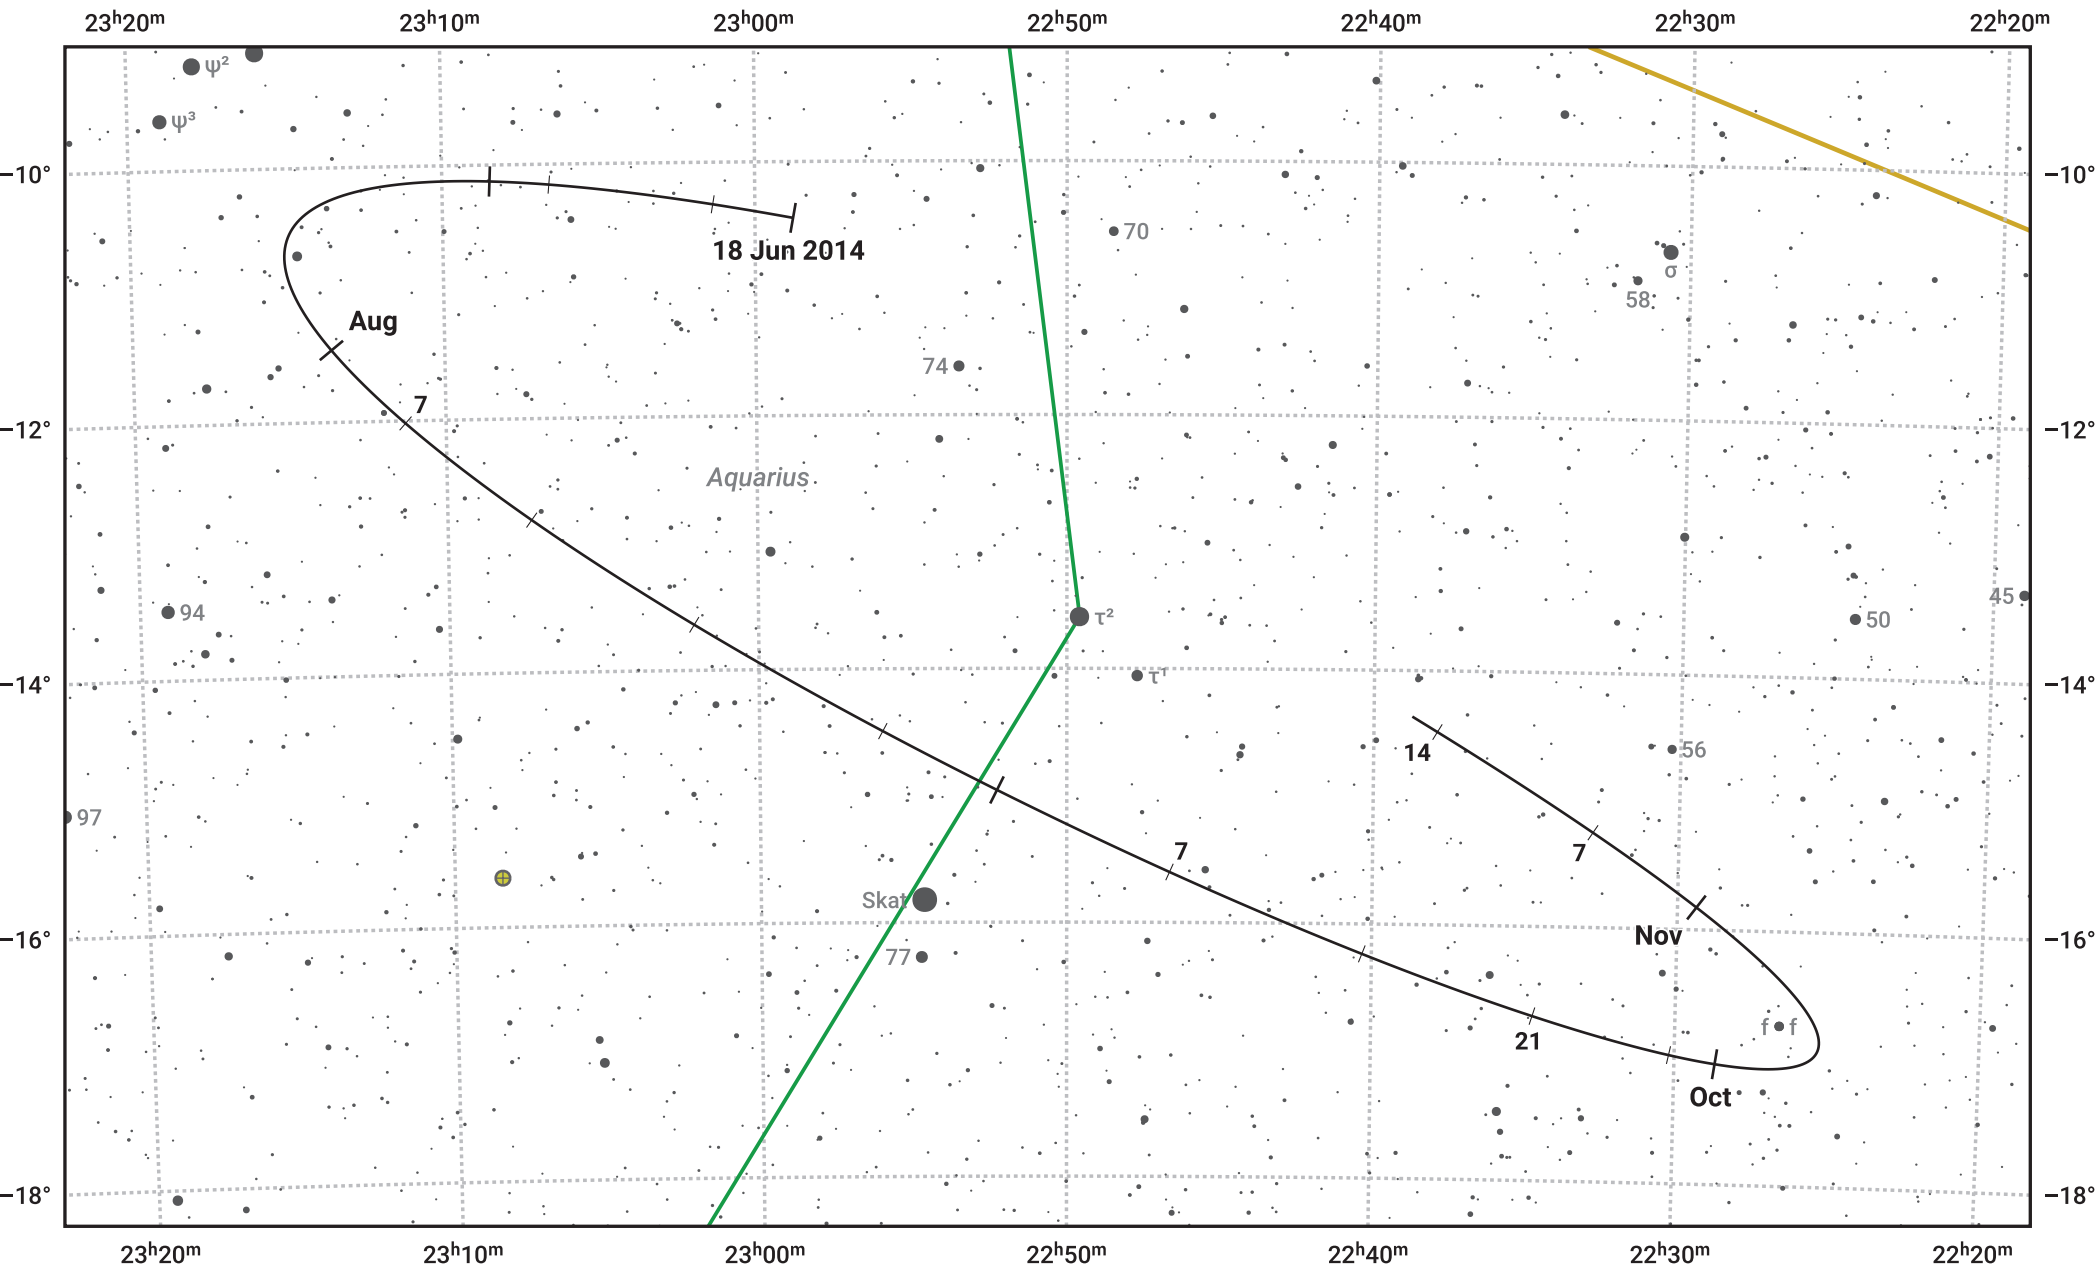 23ʰ20ᵐ 23ʰ10ᵐ 23ʰ00ᵐ 22ʰ50ᵐ 22ʰ40ᵐ 22ʰ30ᵐ 22ʰ20ᵐ
ψ²
ψ³
−10° −10°
70
18 Jun 2014
σ
58
Aug
74
7
−12° −12°
Aquarius
45
94
τ²
50
τ¹
−14° −14°
14
56
97
7
7
Skat
Nov
−16° −16°
77
f f
21
Oct
−18° −18°
23ʰ20ᵐ 23ʰ10ᵐ 23ʰ00ᵐ 22ʰ50ᵐ 22ʰ40ᵐ 22ʰ30ᵐ 22ʰ20ᵐ